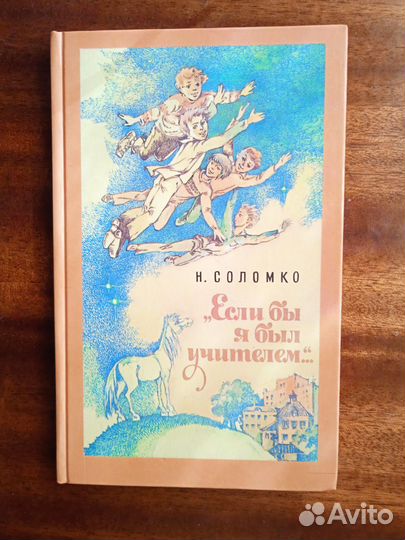 Н. СОЛОМКО
„Если бы
я был
учителем..."
Avito